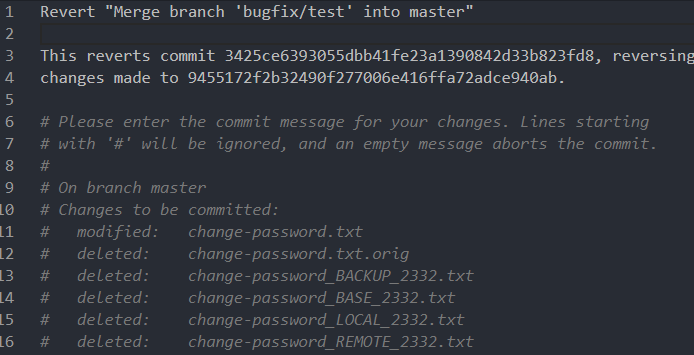 1 Revert "Merge branch 'bugfix/test' into master"
2
3 This reverts commit 3425ce6393055dbb41fe23a1390842d33b823fd8, reversing
4 changes made to 9455172f2b32490f277006e416ffa72adce940ab.
5
6 # Please enter the commit message for your changes. Lines starting
7 # with '#' will be ignored, and an empty message aborts the commit.
8 #
9 # On branch master
10 # Changes to be committed:
11 #   modified:   change-password.txt
12 #   deleted:    change-password.txt.orig
13 #   deleted:    change-password_BACKUP_2332.txt
14 #   deleted:    change-password_BASE_2332.txt
15 #   deleted:    change-password_LOCAL_2332.txt
16 #   deleted:    change-password_REMOTE_2332.txt